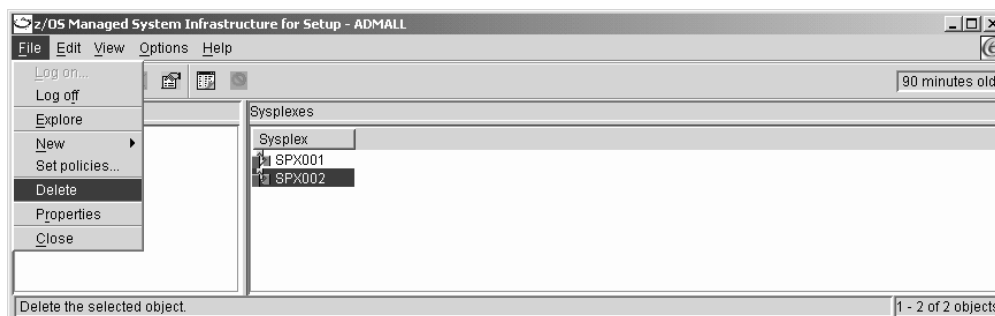 z/OS Managed System Infrastructure for Setup - ADMALL
File Edit View Options Help
Log on...
Log off
Explore
New
Set policies...
Delete
Properties
Close
90 minutes old
Sysplexes
Sysplex
SPX001
SPX002
Delete the selected object.
1 - 2 of 2 objects